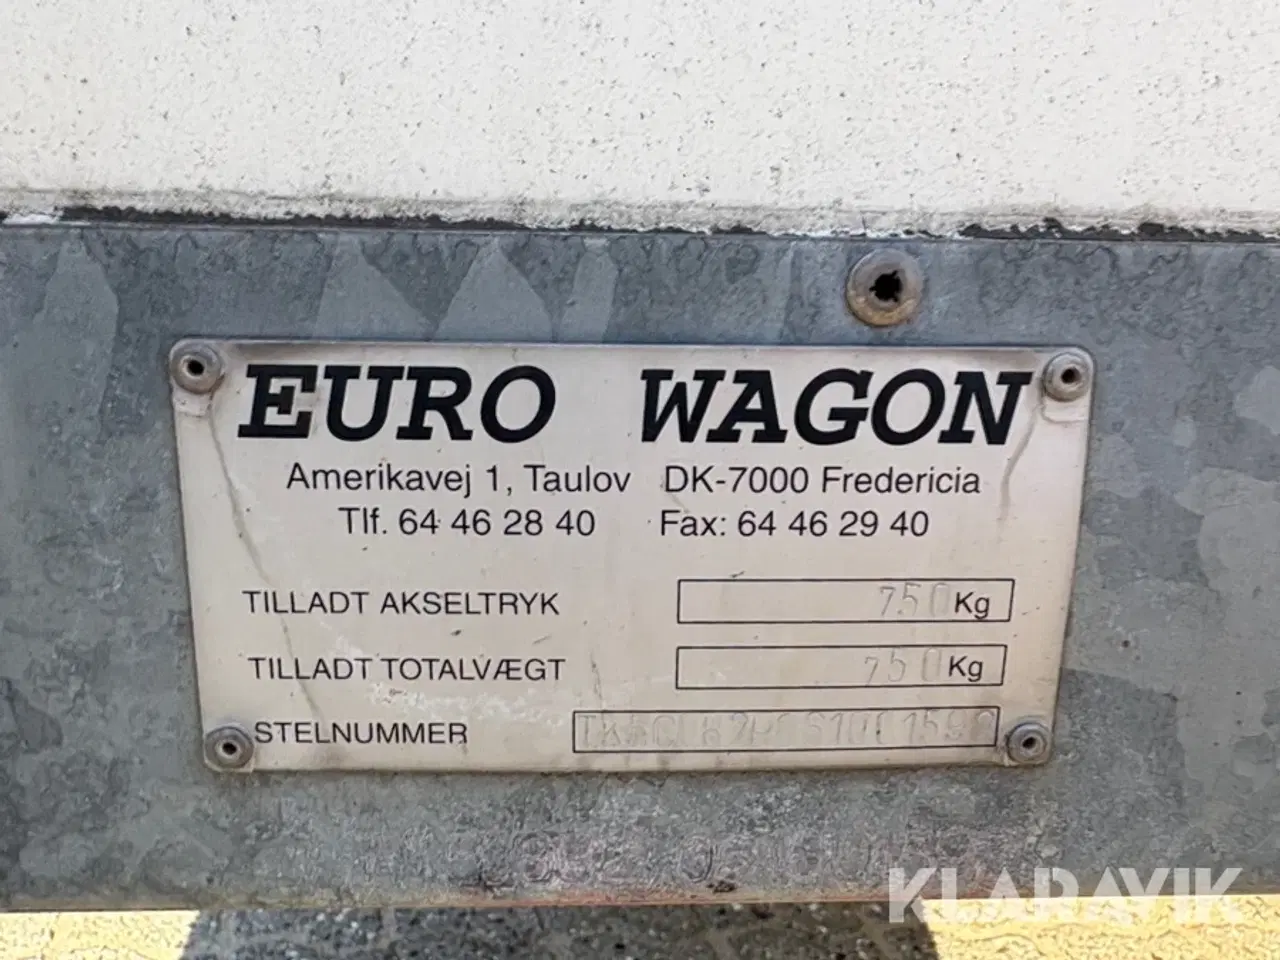 EURO WAGON
Amerikavej 1, Taulov DK-7000 Fredericia
Tlf. 64 46 28 40 Fax: 64 46 29 40
TILLADT AKSELTRYK 750 Kg
TILLADT TOTALVÆGT 750 Kg
STELNUMMER
KLARAVIK